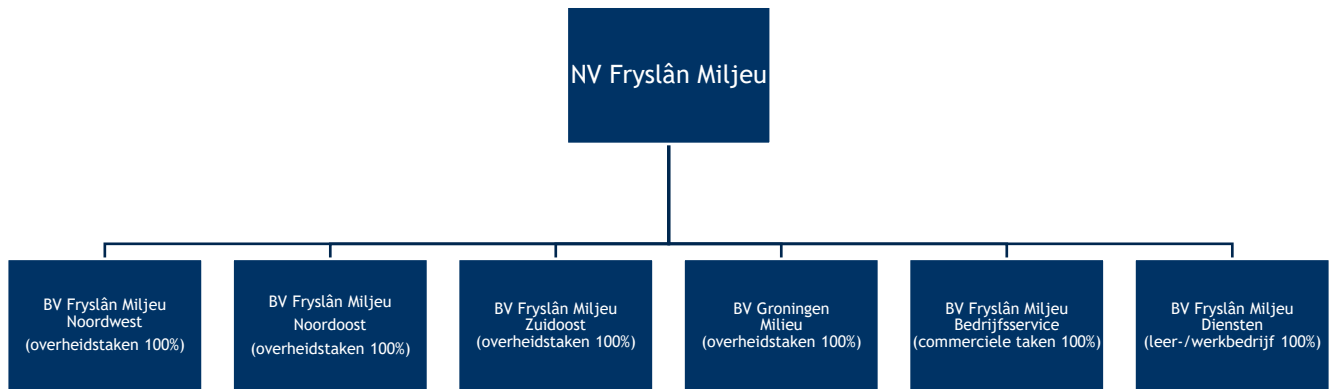 NV Fryslân Miljeu
BV Fryslân Miljeu
Noordwest
(overheidstaken 100%)
BV Fryslân Miljeu
Noordoost
(overheidstaken 100%)
BV Fryslân Miljeu
Zuidoost
(overheidstaken 100%)
BV Groningen
Milieu
(overheidstaken 100%)
BV Fryslân Miljeu
Bedrijfsservice
(commerciele taken 100%)
BV Fryslân Miljeu
Diensten
(leer-/werkbedrijf 100%)